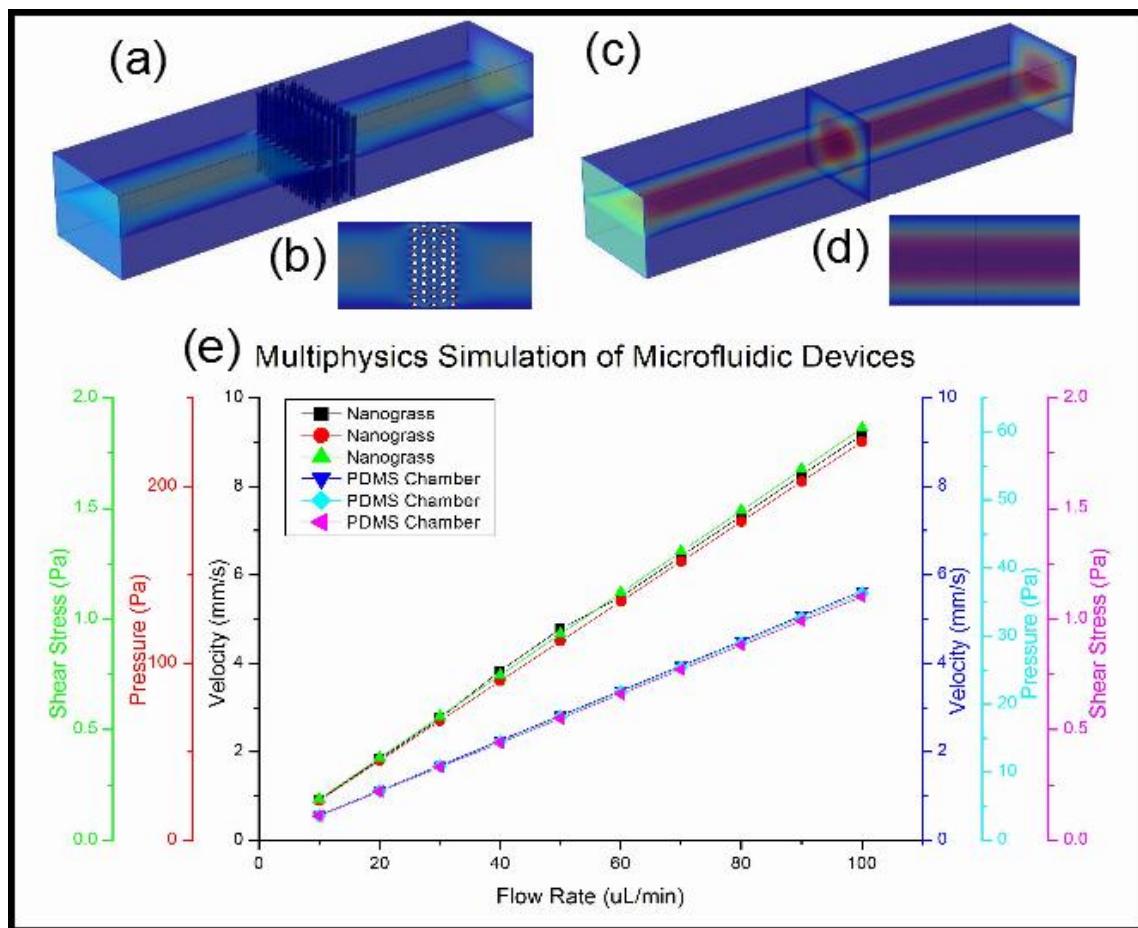 (a)
(c)
(b)
(d)
(e) Multiphysics Simulation of Microfluidic Devices
2.0
1.5
1.0
0.5
0.0
Shear Stress (Pa)
200
100
0
Pressure (Pa)
10
8
6
4
2
0
Velocity (mm/s)
Nanograss
Nanograss
Nanograss
PDMS Chamber
PDMS Chamber
PDMS Chamber
10
8
6
4
2
0
Velocity (mm/s)
60
50
40
30
20
10
0
Pressure (Pa)
2.0
1.5
1.0
0.5
0.0
Shear Stress (Pa)
0 20 40 60 80 100
Flow Rate (uL/min)